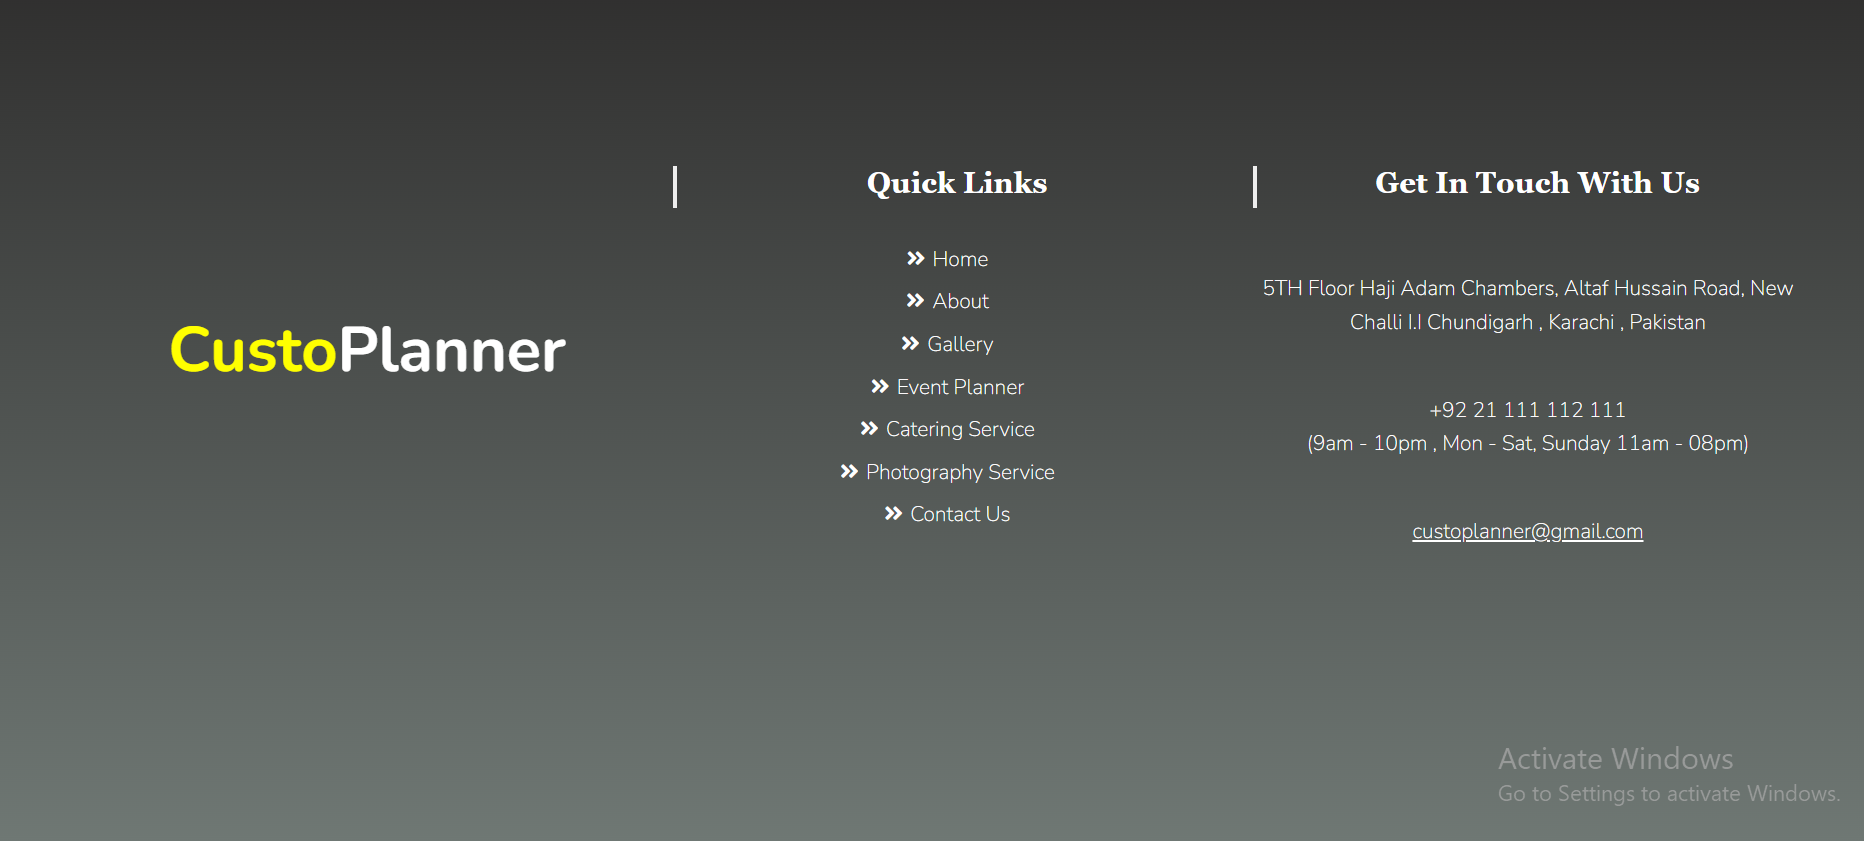 CustoPlanner
Quick Links
Home
About
Gallery
Event Planner
Catering Service
Photography Service
Contact Us
Get In Touch With Us
5TH Floor Haji Adam Chambers, Altaf Hussain Road, New
Challi I.I Chundigarh , Karachi , Pakistan
+92 21 111 112 111
(9am - 10pm , Mon - Sat, Sunday 11am - 08pm)
custoplanner@gmail.com
Activate Windows
Go to Settings to activate Windows.